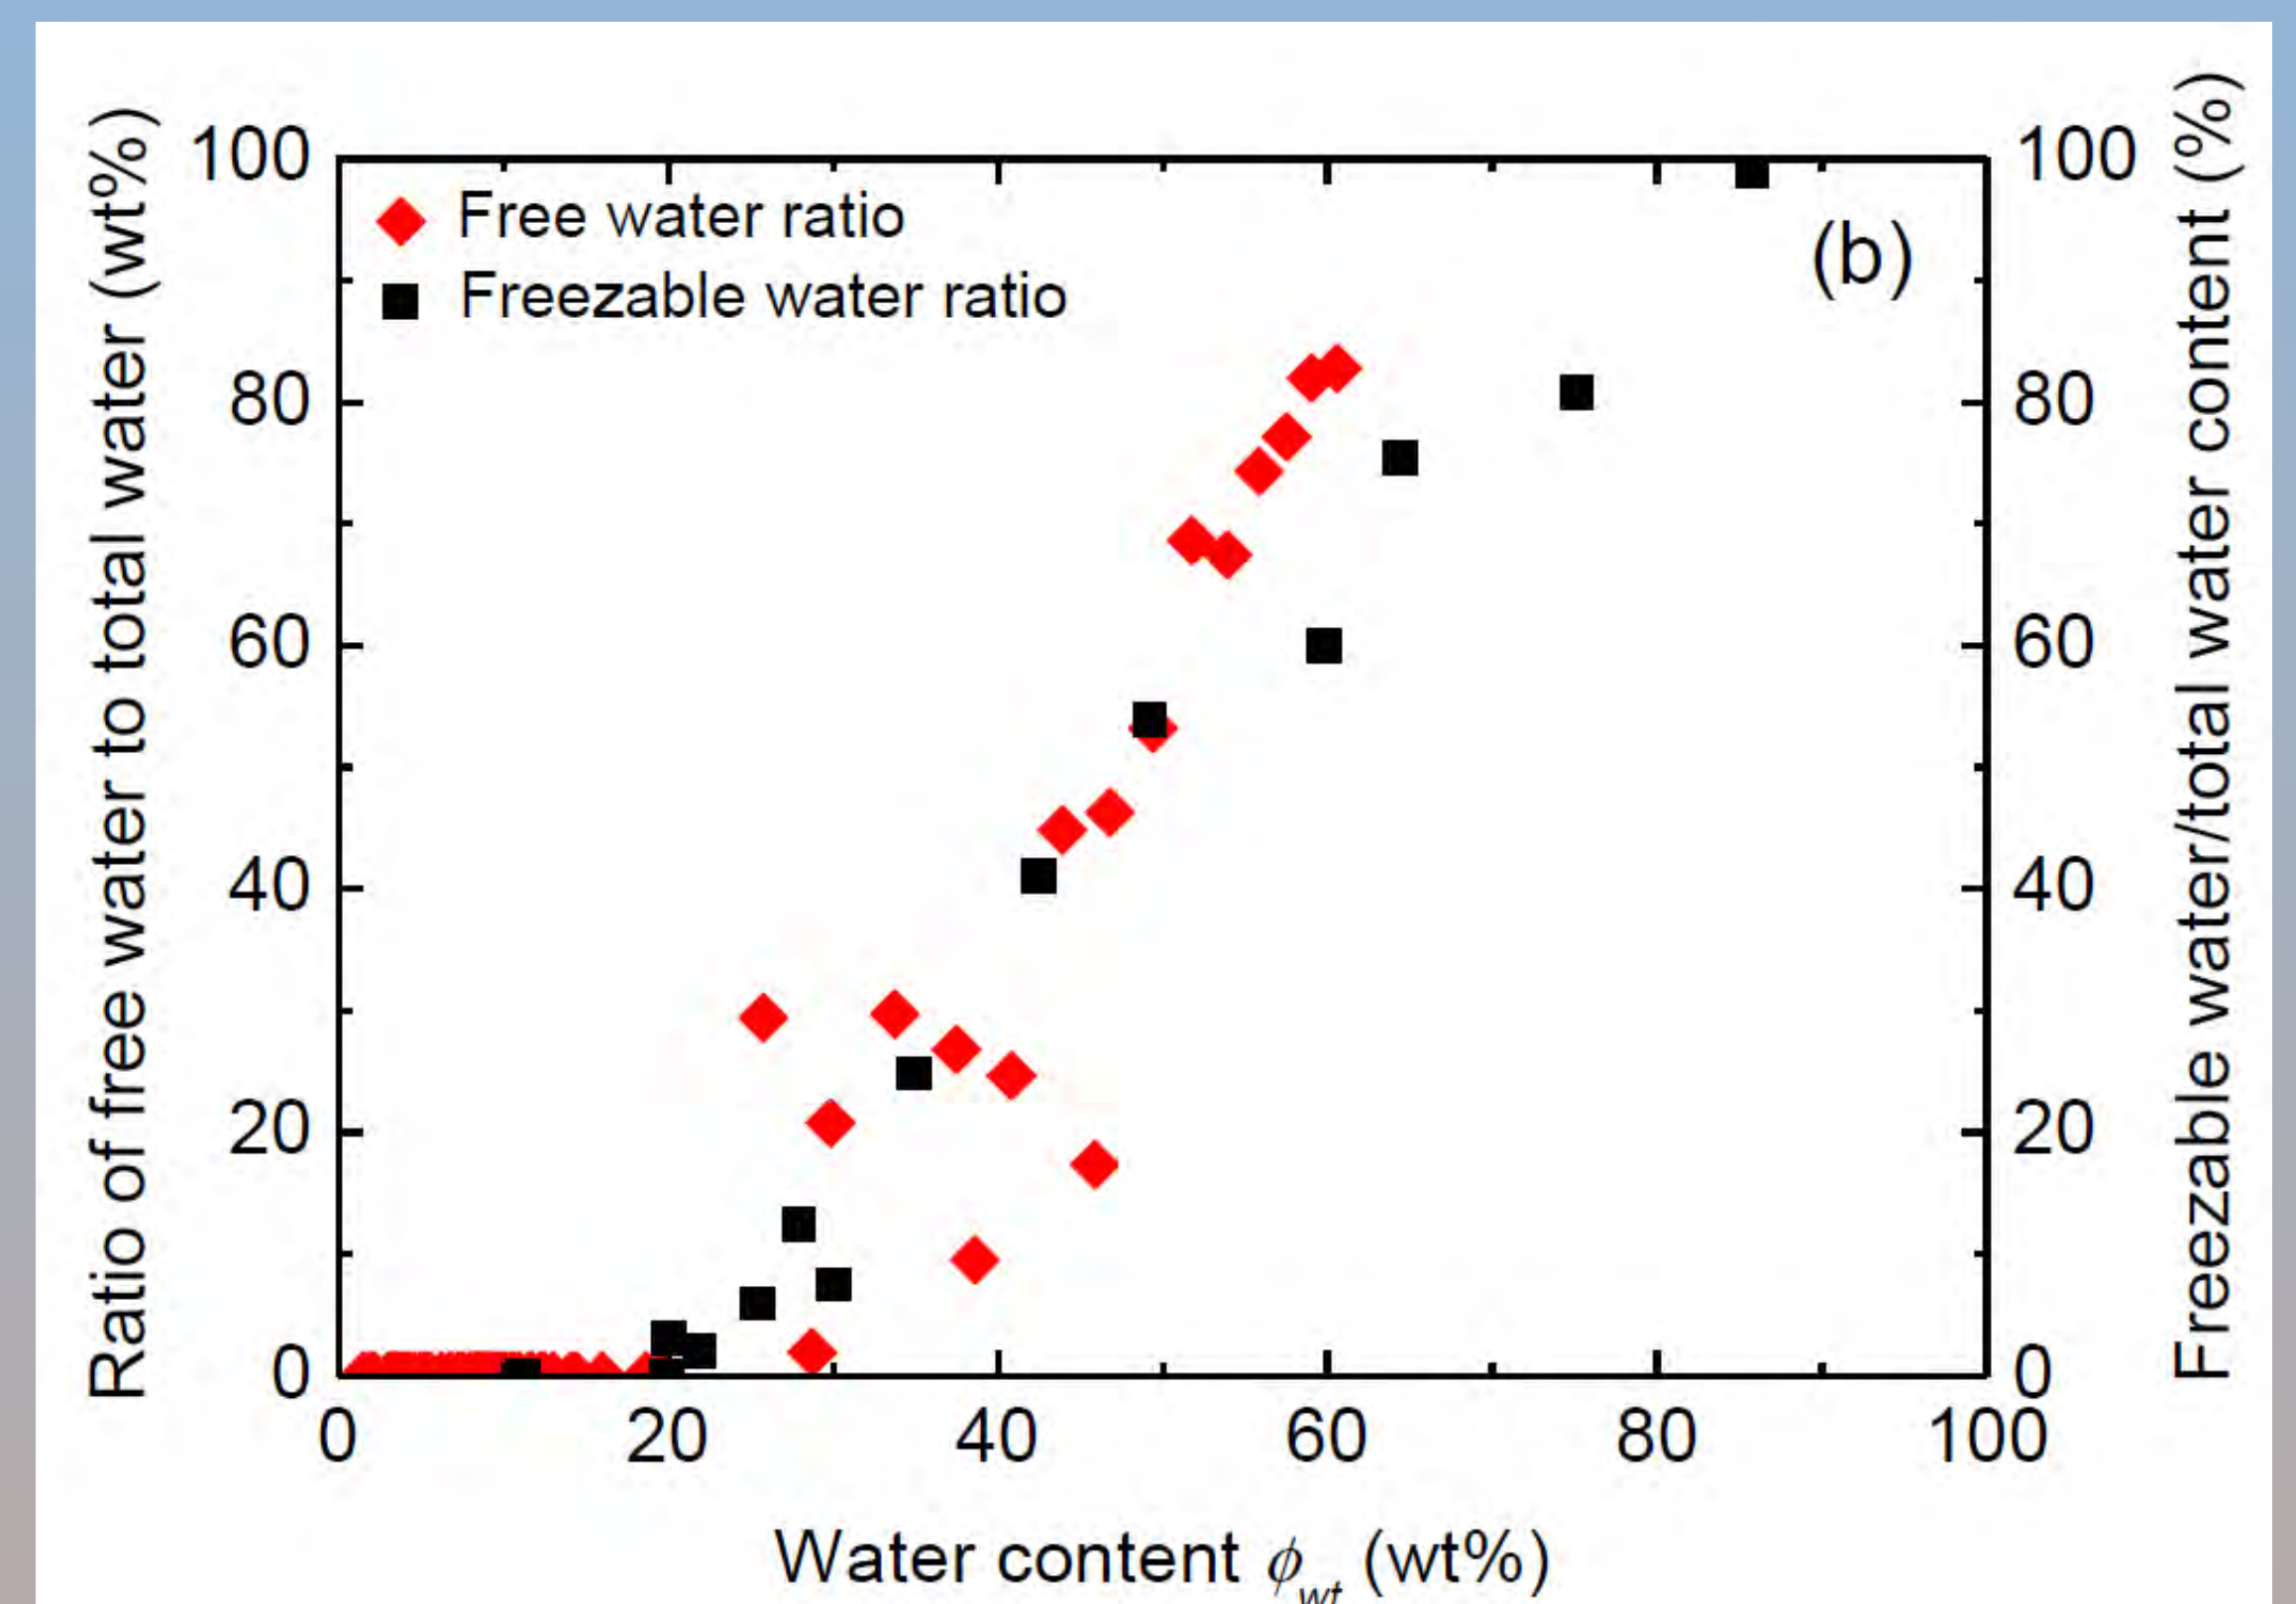 Ratio of free water to total water (wt%)
100
80
60
40
20
0
Free water ratio
Freezable water ratio
(b)
100
80
60
40
20
0
Freezable water/total water content (%)
0 20 40 60 80 100
Water content ϕwt (wt%)